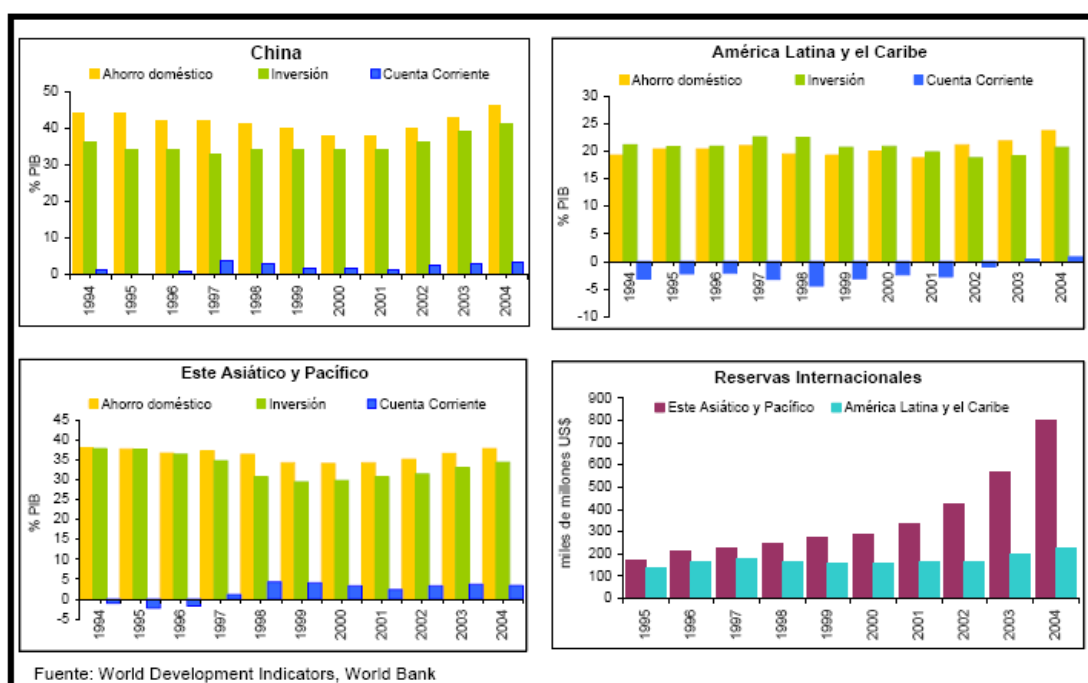 China
Ahorro doméstico Inversión Cuenta Corriente
% PIB
50
40
30
20
10
0
1994 1995 1996 1997 1998 1999 2000 2001 2002 2003 2004
América Latina y el Caribe
Ahorro doméstico Inversión Cuenta Corriente
% PIB
30
25
20
15
10
5
0
-5
-10
1994 1995 1996 1997 1998 1999 2000 2001 2002 2003 2004
Este Asiático y Pacífico
Ahorro doméstico Inversión Cuenta Corriente
% PIB
45
40
35
30
25
20
15
10
5
0
-5
1994 1995 1996 1997 1998 1999 2000 2001 2002 2003 2004
Reservas Internacionales
Este Asiático y Pacífico América Latina y el Caribe
miles de millones US$
900
800
700
600
500
400
300
200
100
0
1995 1996 1997 1998 1999 2000 2001 2002 2003 2004
Fuente: World Development Indicators, World Bank